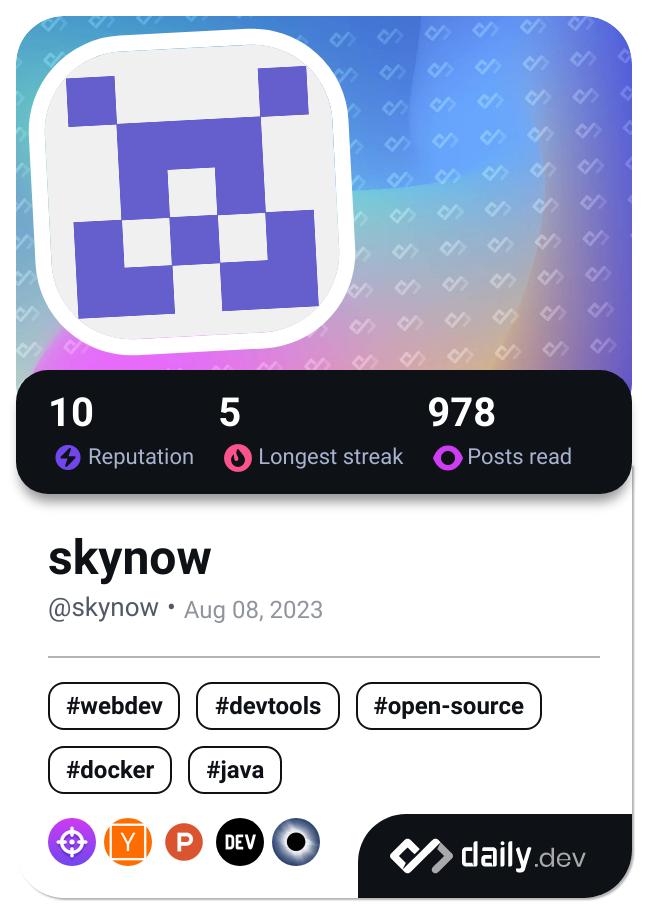 10 5 978
Reputation Longest streak Posts read
skynow
@skynow • Aug 08, 2023
#webdev #devtools #open-source
#docker #java
Y P DEV
daily.dev